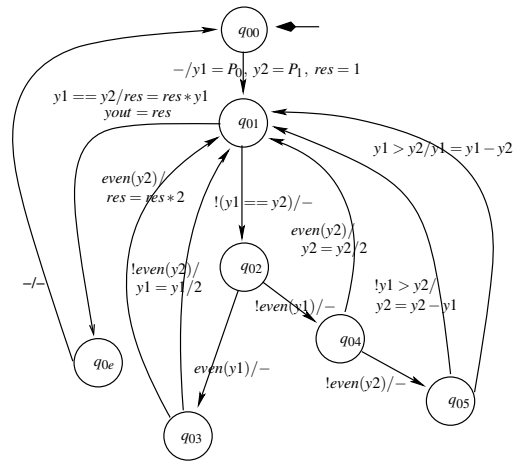 q00
−/y1 = P0, y2 = P1, res = 1
y1 == y2/res = res∗y1
yout = res
q01
y1 > y2/y1 = y1−y2
even(y2)/
res = res∗2
!(y1 == y2)/−
even(y2)/
y2 = y2/2
!even(y2)/
y1 = y1/2
q02
!y1 > y2/
y2 = y2−y1
−/−
!even(y1)/−
q04
q0e
even(y1)/−
!even(y2)/−
q05
q03